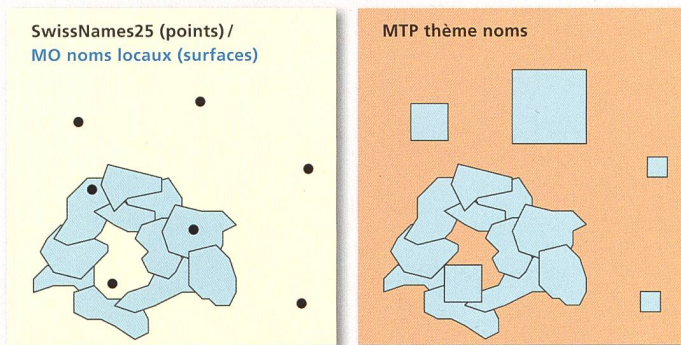 SwissNames25 (points) /
MO noms locaux (surfaces)
MTP thème noms